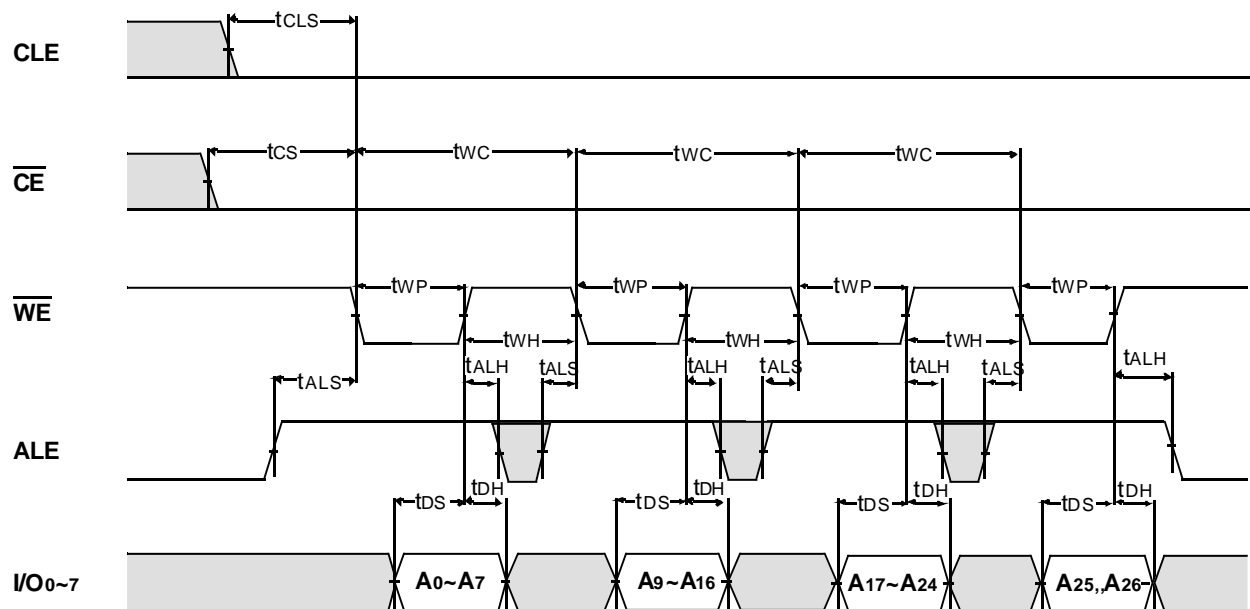 tCLS
CLE
tCS tWC tWC tWC
CE
tWP tWP tWP tWP
WE
tWH tWH tWH
tALS tALH tALS tALH tALS tALH tALS tALH
ALE
tDS tDH tDS tDH tDS tDH tDS tDH
I/O0~7 A0~A7 A9~A16 A17~A24 A25,,A26